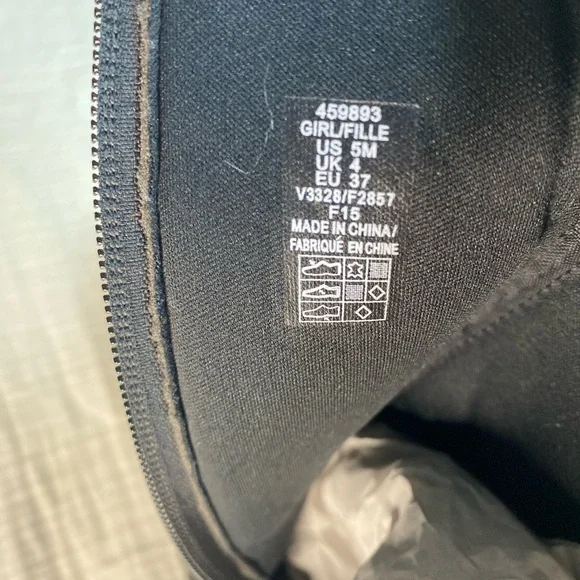 459893
GIRL/FILLE
US 5M
UK 4
EU 37
V3328/F2857
F15
MADE IN CHINA/
FABRIQUÉ EN CHINE